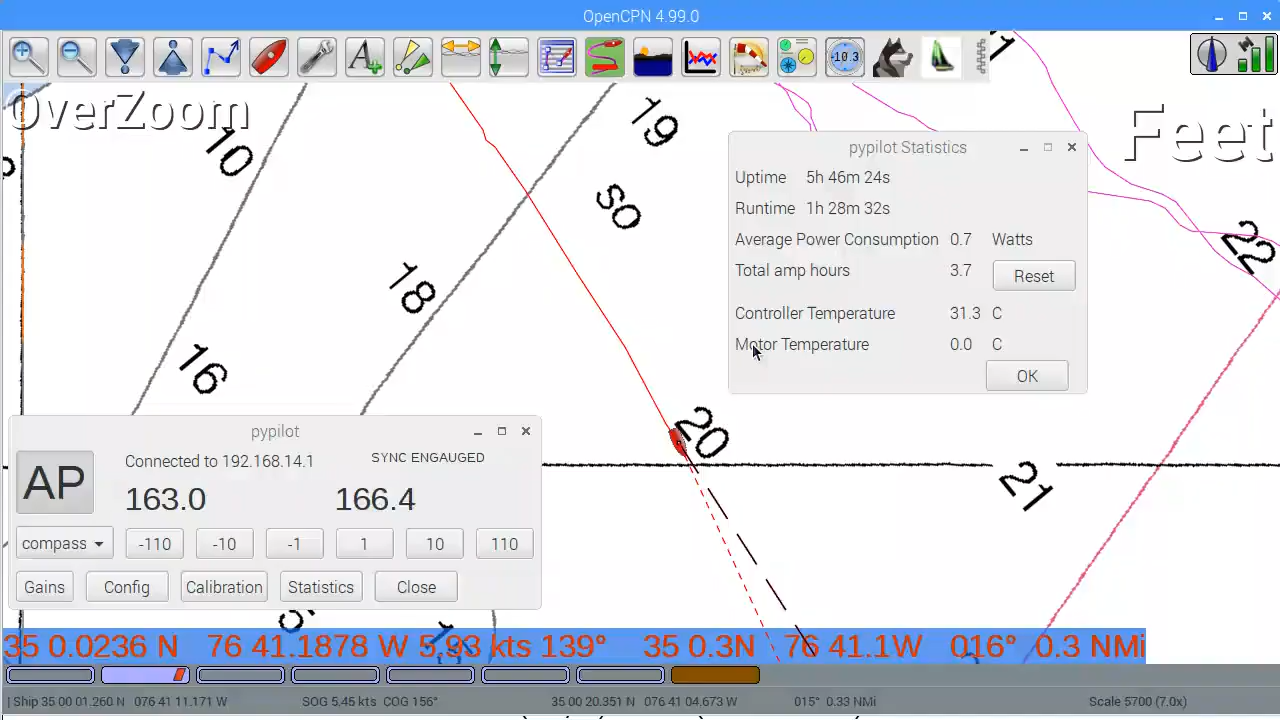 OpenCPN 4.99.0
-10.3
OverZoom
Feet
10
19
so
18
16
22
20
21
pypilot Statistics
Uptime 5h 46m 24s
Runtime 1h 28m 32s
Average Power Consumption 0.7 Watts
Total amp hours 3.7 Reset
Controller Temperature 31.3 C
Motor Temperature 0.0 C
OK
pypilot
AP
Connected to 192.168.14.1 SYNC ENGAUGED
163.0 166.4
compass -110 -10 -1 1 10 110
Gains Config Calibration Statistics Close
35 0.0236 N 76 41.1878 W 5.93 kts 139° 35 0.3N 76 41.1W 016° 0.3 NMi
| Ship 35 00 01.260 N 076 41 11.171 W SOG 5.45 kts COG 156° 35 00 20.351 N 076 41 04.673 W 015° 0.33 NMi Scale 5700 (7.0x)